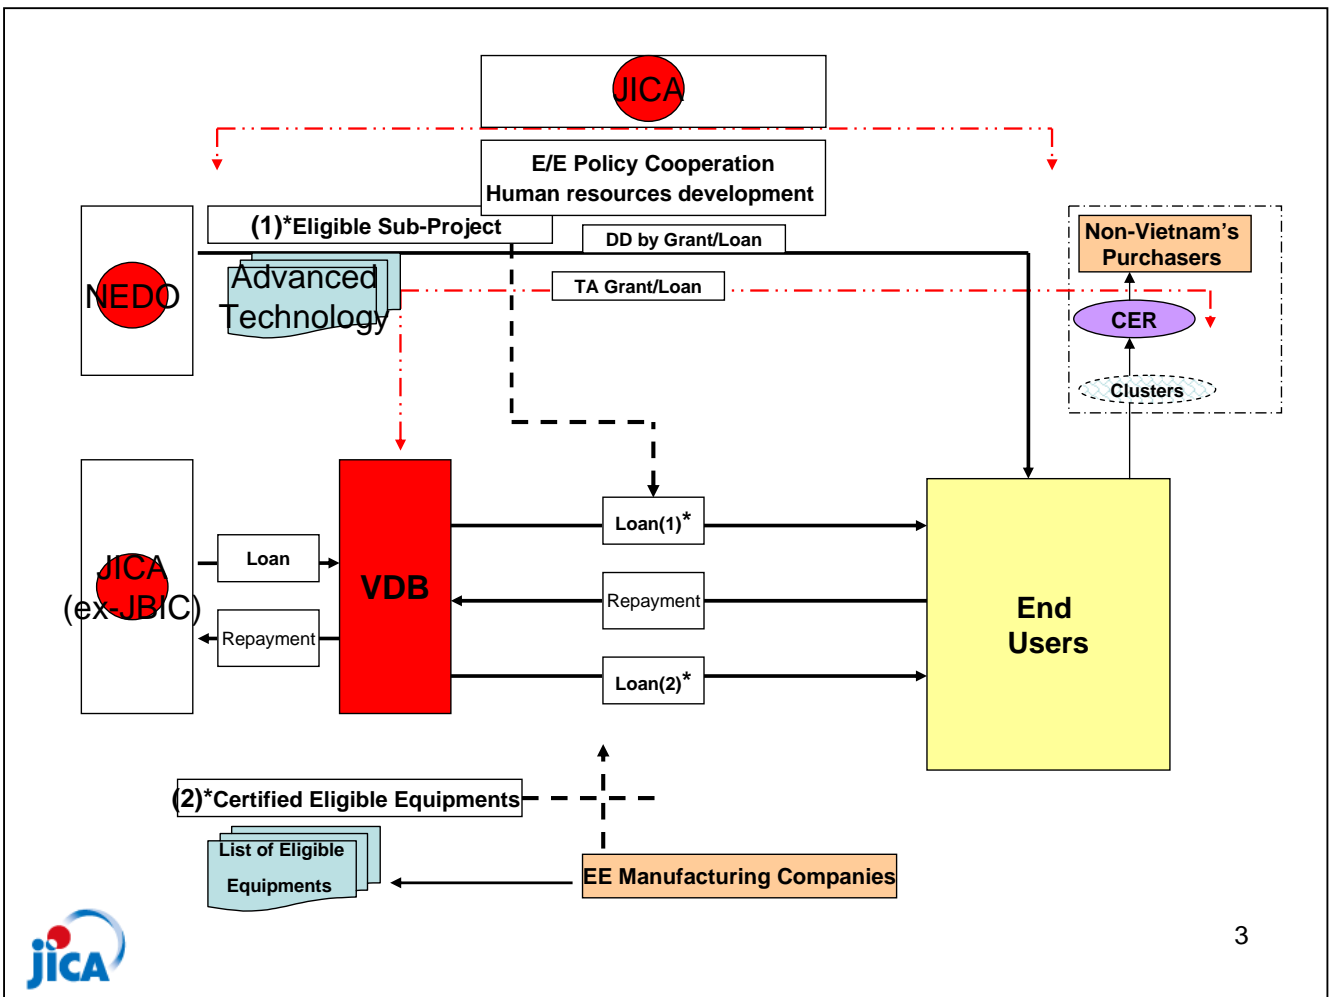 JICA
E/E Policy Cooperation
Human resources development
(1)*Eligible Sub-Project
DD by Grant/Loan
Non-Vietnam's
Purchasers
NEDO
Advanced
Technology
TA Grant/Loan
CER
Clusters
JICA
(ex-JBIC)
Loan
Repayment
VDB
Loan(1)*
Repayment
Loan(2)*
End
Users
(2)*Certified Eligible Equipments
List of Eligible
Equipments
EE Manufacturing Companies
jICA
3